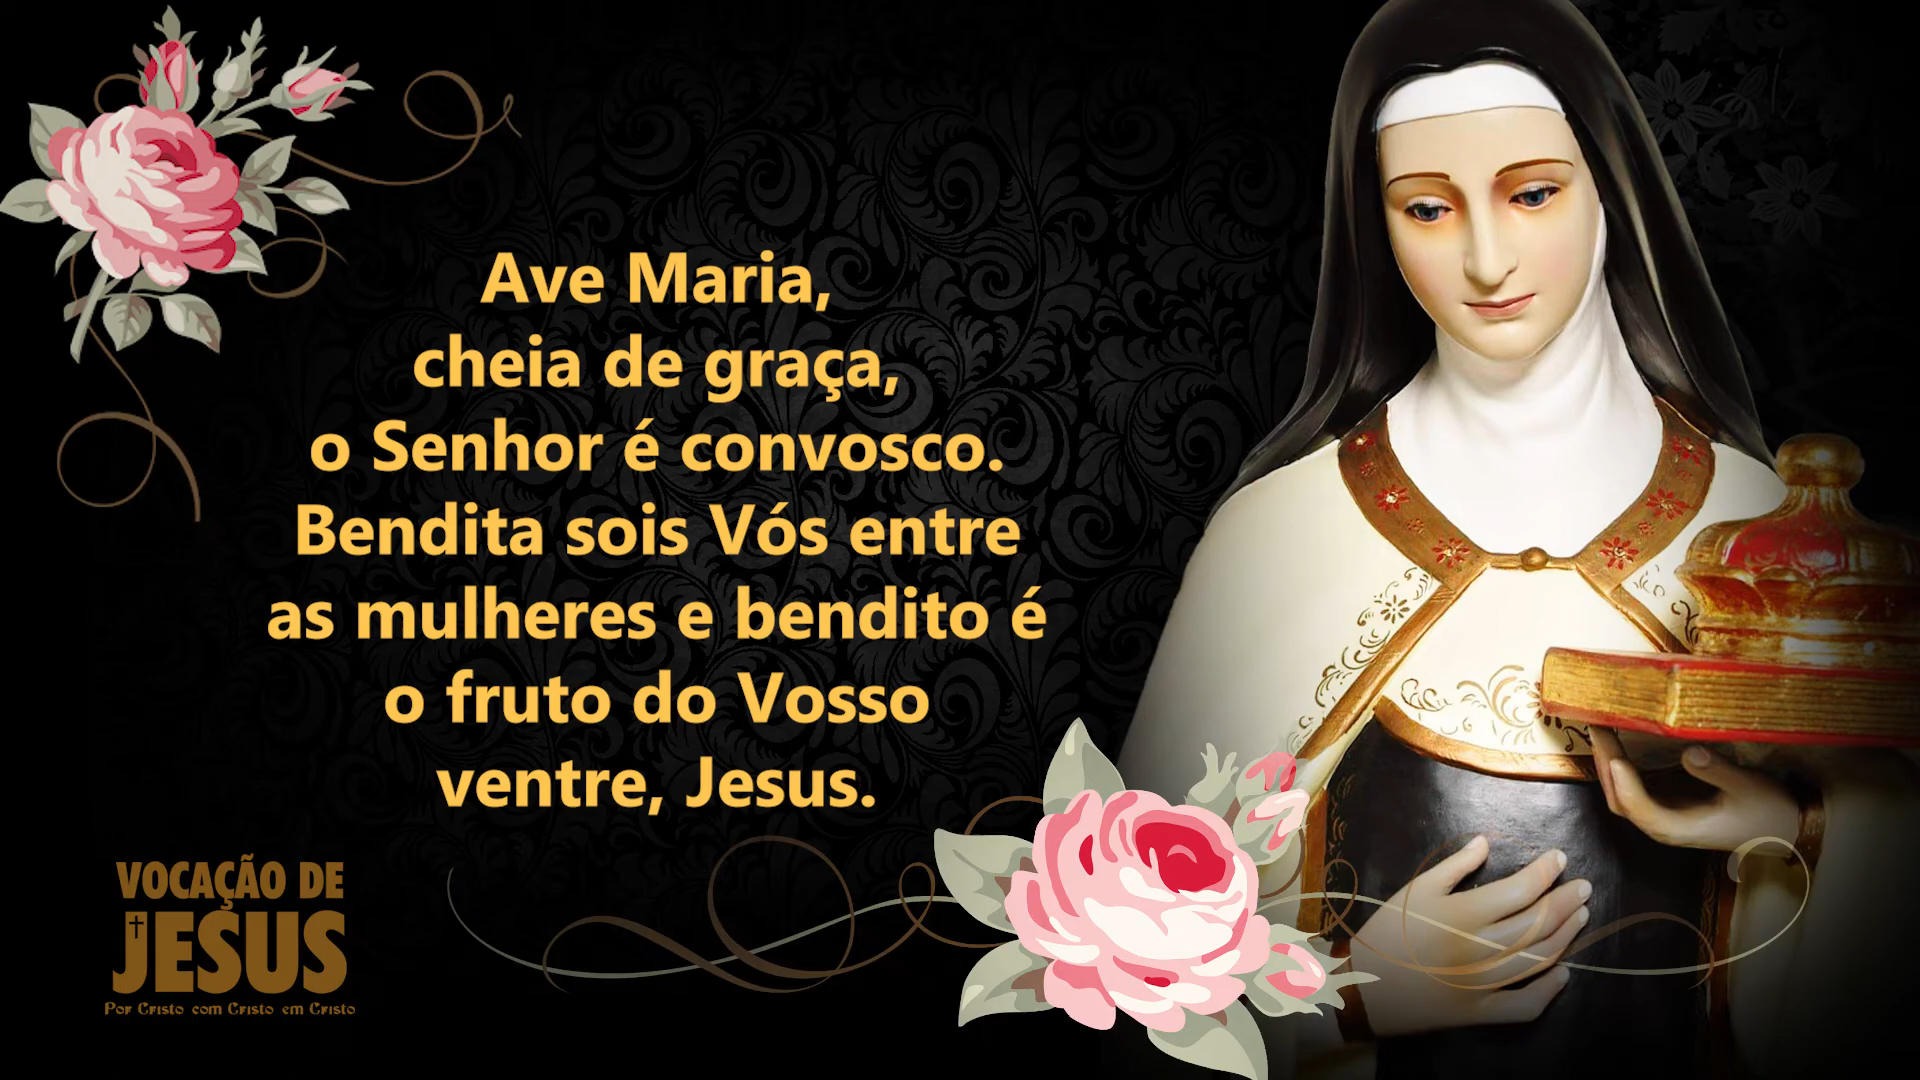 Ave Maria,
cheia de graça,
o Senhor é convosco.
Bendita sois Vós entre
as mulheres e bendito é
o fruto do Vosso
ventre, Jesus.
VOCAÇÃO DE
JESUS
Por Cristo com Cristo em Cristo